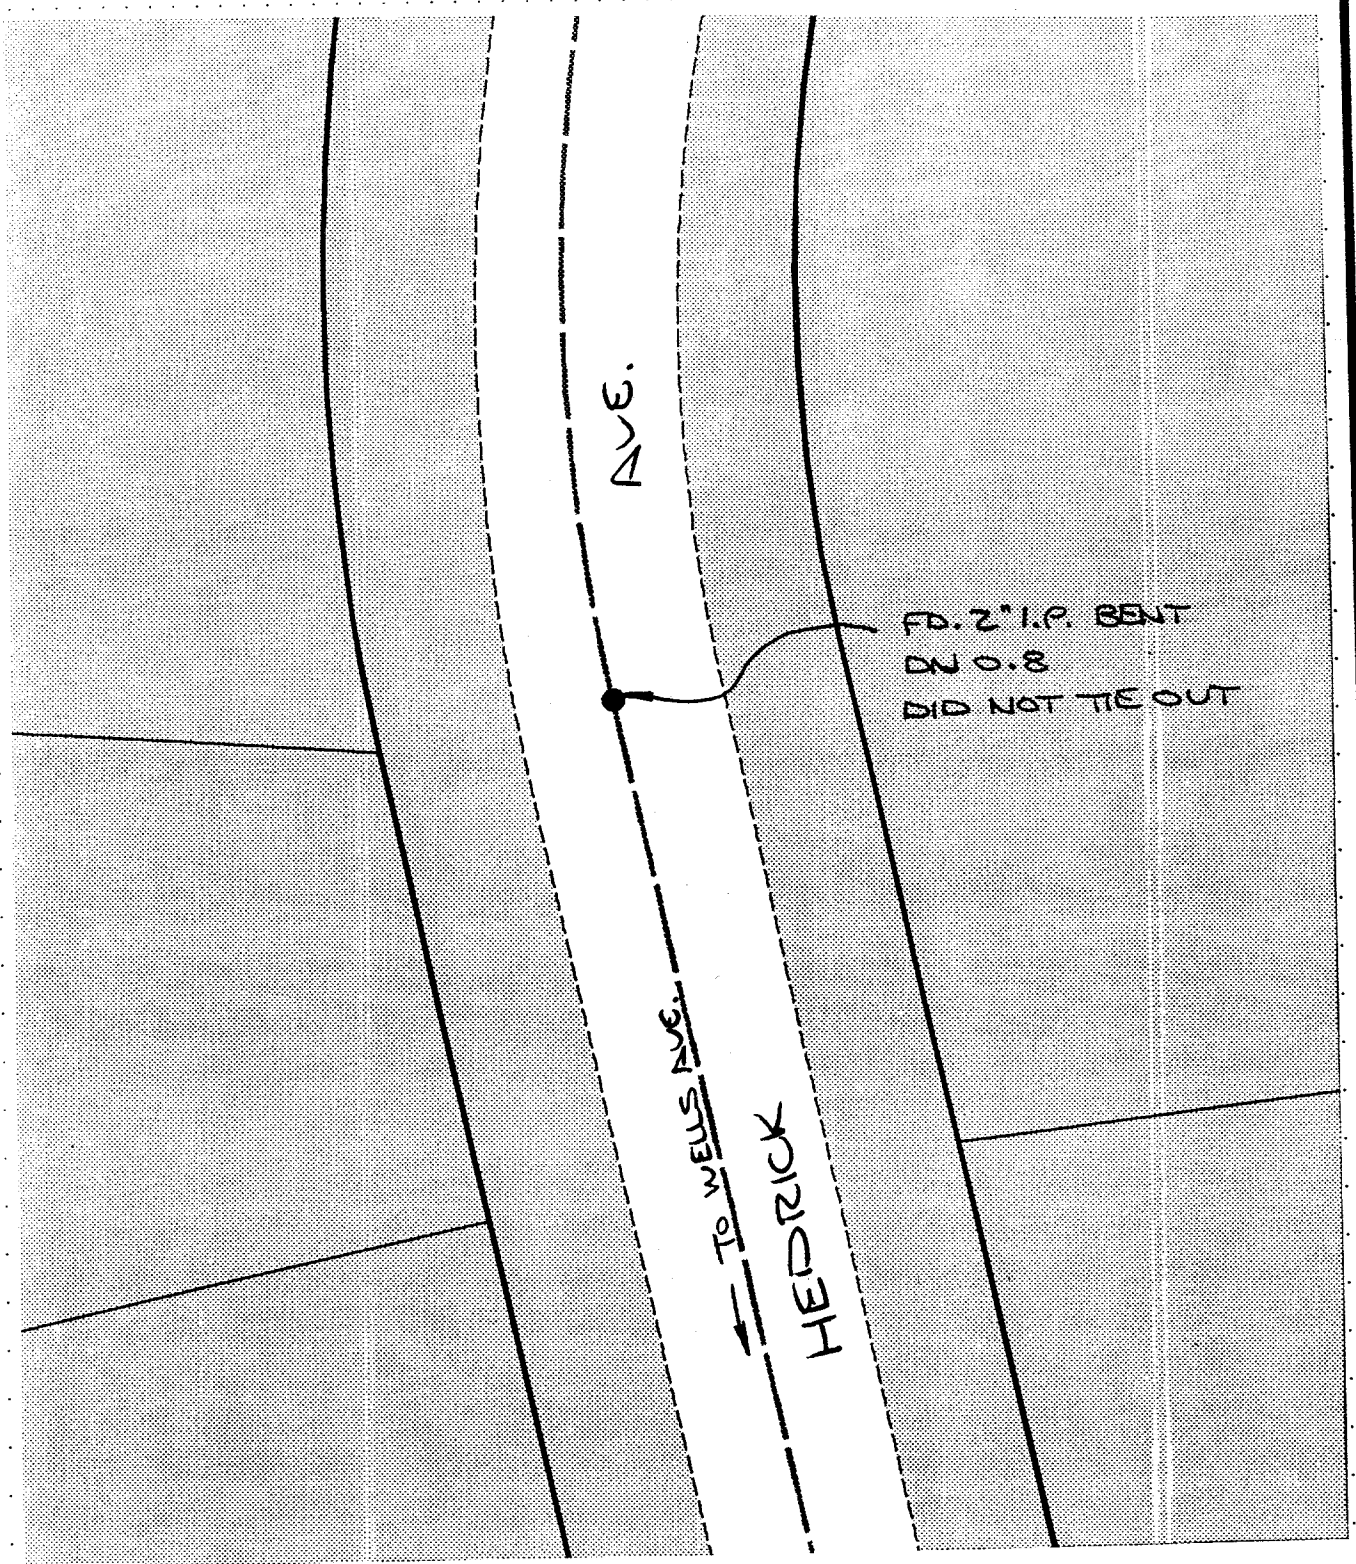 AVE.
FD. 2" I.P. BENT
DN 0.8
DID NOT TIE OUT
TO WELLS AVE.
HEDRICK